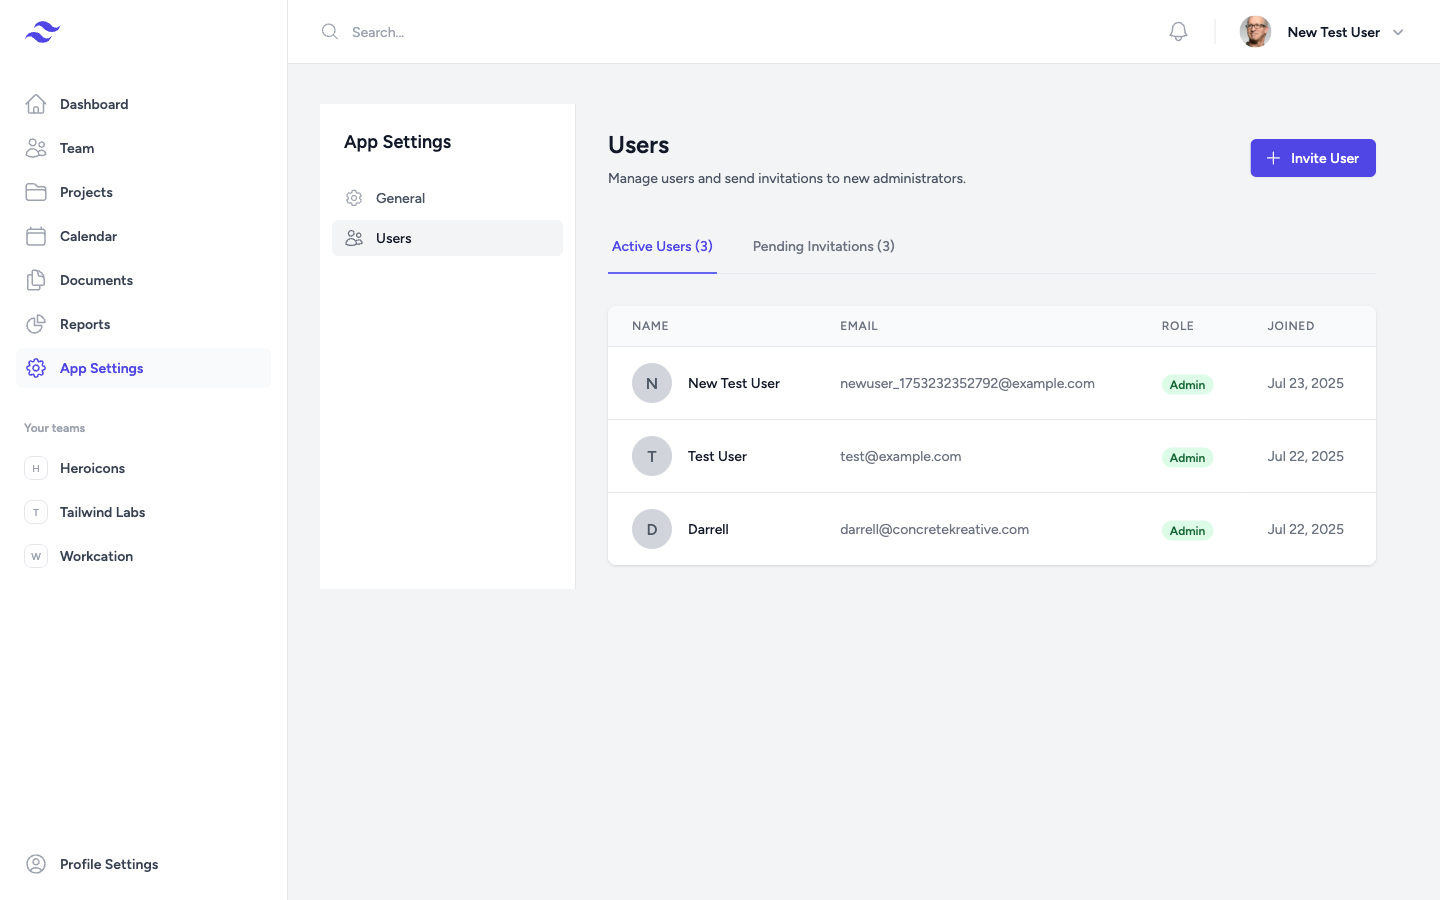 Search...
New Test User
Dashboard
Team
Projects
Calendar
Documents
Reports
App Settings
Your teams
H Heroicons
T Tailwind Labs
W Workcation
Profile Settings
App Settings
General
Users
Users
Manage users and send invitations to new administrators.
Invite User
Active Users (3) Pending Invitations (3)
NAME EMAIL ROLE JOINED
N New Test User newuser_1753232352792@example.com Admin Jul 23, 2025
T Test User test@example.com Admin Jul 22, 2025
D Darrell darrell@concretekreative.com Admin Jul 22, 2025